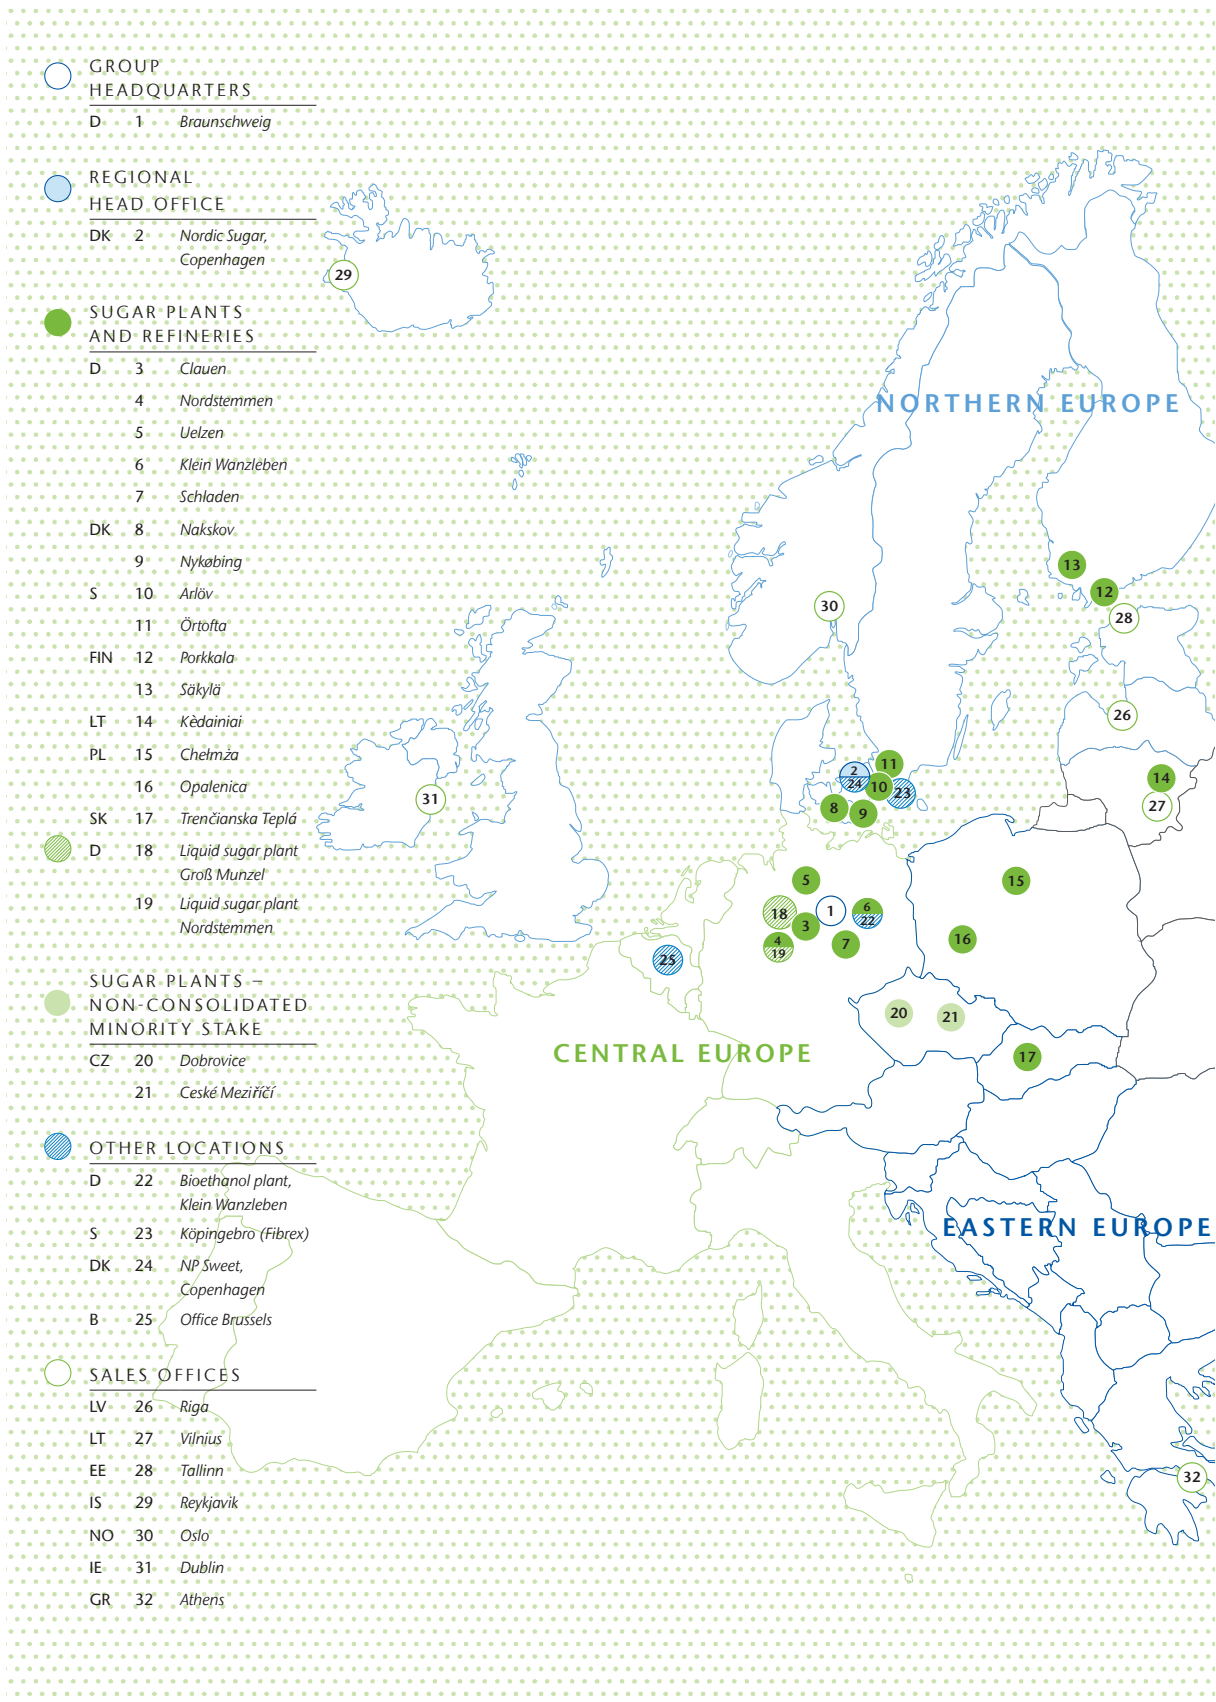 GROUP
HEADQUARTERS
D 1 Braunschweig
REGIONAL
HEAD OFFICE
DK 2 Nordic Sugar,
Copenhagen
SUGAR PLANTS
AND REFINERIES
D 3 Clauen
4 Nordstemmen
5 Uelzen
6 Klein Wanzleben
7 Schladen
DK 8 Nakskov
9 Nykøbing
S 10 Arlöv
11 Örtofta
FIN 12 Porkkala
13 Säkylä
LT 14 Kėdainiai
PL 15 Chełmża
16 Opalenica
SK 17 Trenčianska Teplá
D 18 Liquid sugar plant
Groß Munzel
19 Liquid sugar plant
Nordstemmen
SUGAR PLANTS –
NON-CONSOLIDATED
MINORITY STAKE
CZ 20 Dobrovice
21 Ceské Meziříčí
OTHER LOCATIONS
D 22 Bioethanol plant,
Klein Wanzleben
S 23 Köpingebro (Fibrex)
DK 24 NP Sweet,
Copenhagen
B 25 Office Brussels
SALES OFFICES
LV 26 Riga
LT 27 Vilnius
EE 28 Tallinn
IS 29 Reykjavik
NO 30 Oslo
IE 31 Dublin
GR 32 Athens
29
NORTHERN EUROPE
13
12
30
28
26
11
2
24
10
23
14
31
8
9
27
5
15
18
1
6
22
3
4
19
7
16
25
20
21
CENTRAL EUROPE
17
EASTERN EUROPE
32